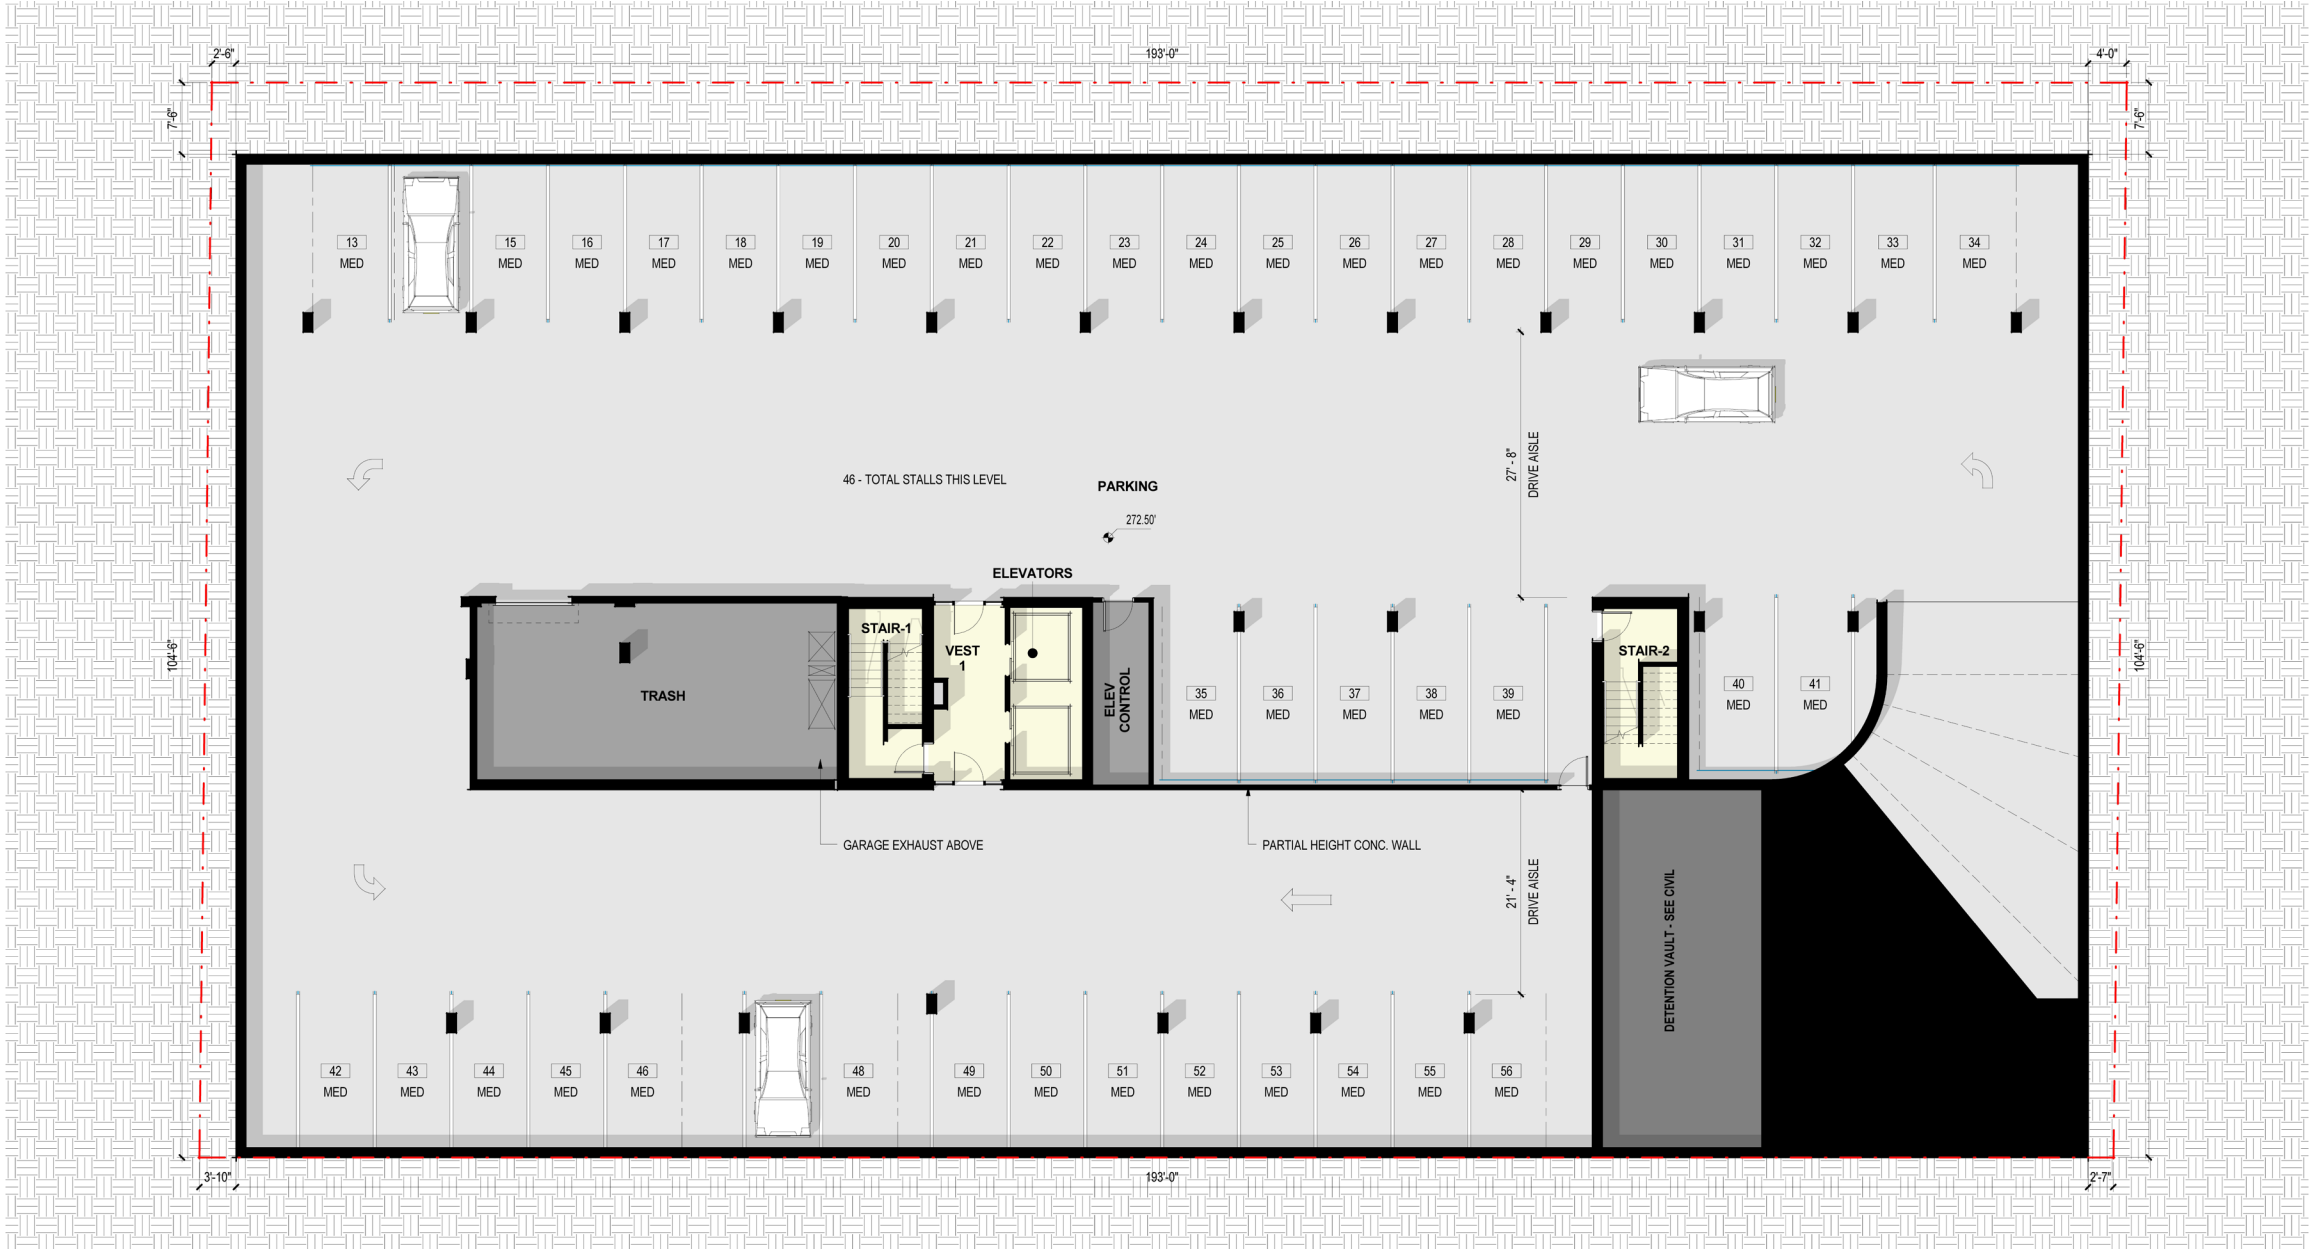 2'-6"
193'-0"
4'-0"
7'-6"
7'-6"
13
MED
15
MED
16
MED
17
MED
18
MED
19
MED
20
MED
21
MED
22
MED
23
MED
24
MED
25
MED
26
MED
27
MED
28
MED
29
MED
30
MED
31
MED
32
MED
33
MED
34
MED
27' - 8"
DRIVE AISLE
46 - TOTAL STALLS THIS LEVEL
PARKING
272.50'
ELEVATORS
104'-6"
104'-6"
TRASH
STAIR-1
VEST
1
ELEV
CONTROL
35
MED
36
MED
37
MED
38
MED
39
MED
STAIR-2
40
MED
41
MED
GARAGE EXHAUST ABOVE
PARTIAL HEIGHT CONC. WALL
21' - 4"
DRIVE AISLE
DETENTION VAULT - SEE CIVIL
42
MED
43
MED
44
MED
45
MED
46
MED
48
MED
49
MED
50
MED
51
MED
52
MED
53
MED
54
MED
55
MED
56
MED
3'-10"
193'-0"
2'-7"